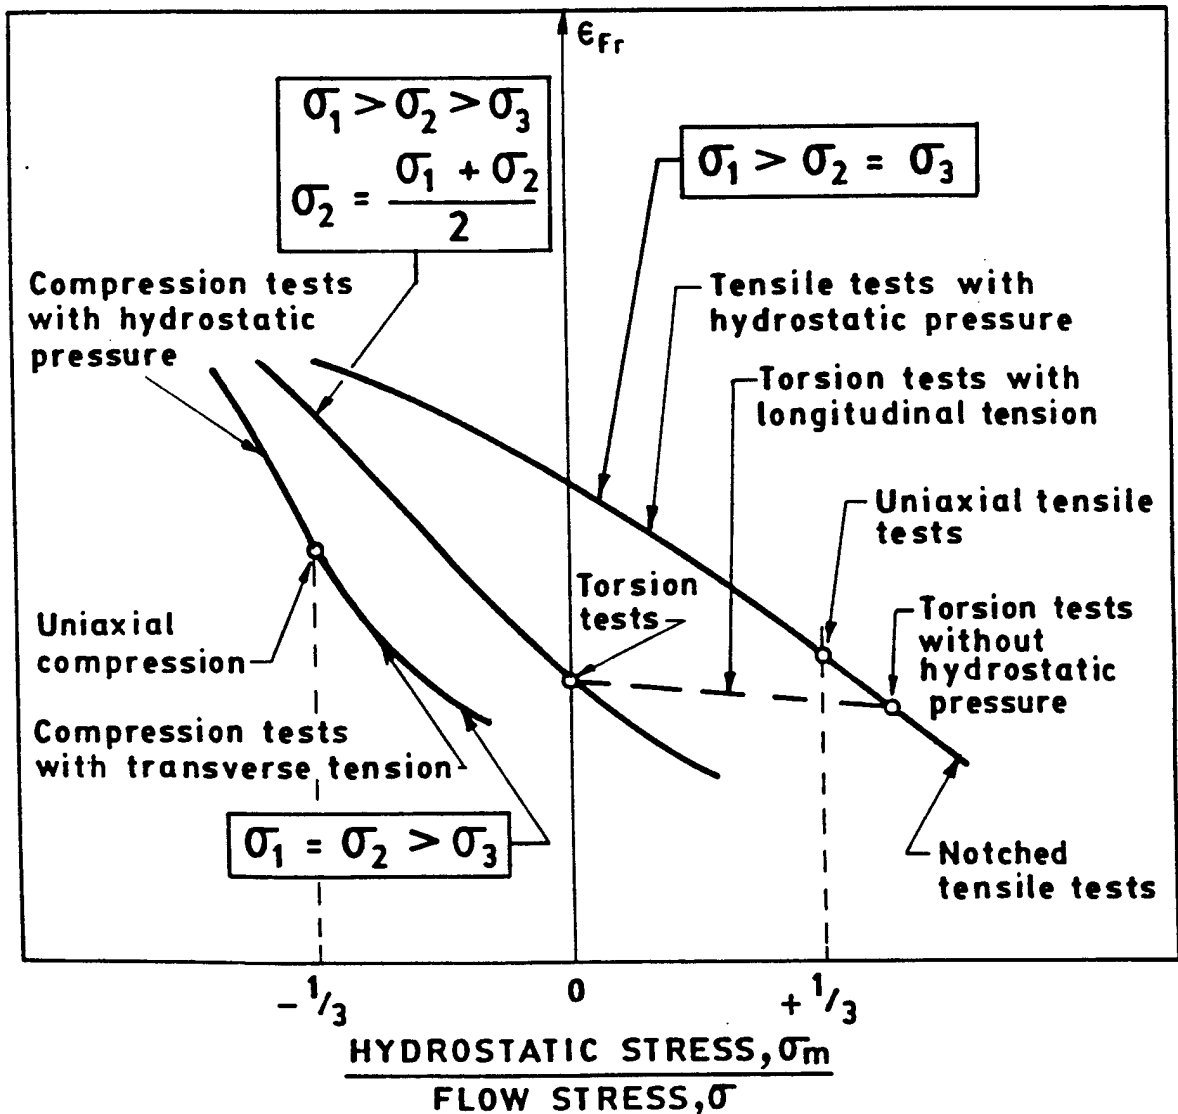 ϵFr
σ1 > σ2 > σ3
σ2 = σ1 + σ2 / 2
σ1 > σ2 = σ3
Compression tests
with hydrostatic
pressure
Tensile tests with
hydrostatic pressure
Torsion tests with
longitudinal tension
Uniaxial tensile
tests
Torsion
tests
Torsion tests
without
hydrostatic
pressure
Uniaxial
compression
Compression tests
with transverse tension
σ1 = σ2 > σ3
Notched
tensile tests
- 1/3
0
+ 1/3
HYDROSTATIC STRESS, σm
FLOW STRESS, σ